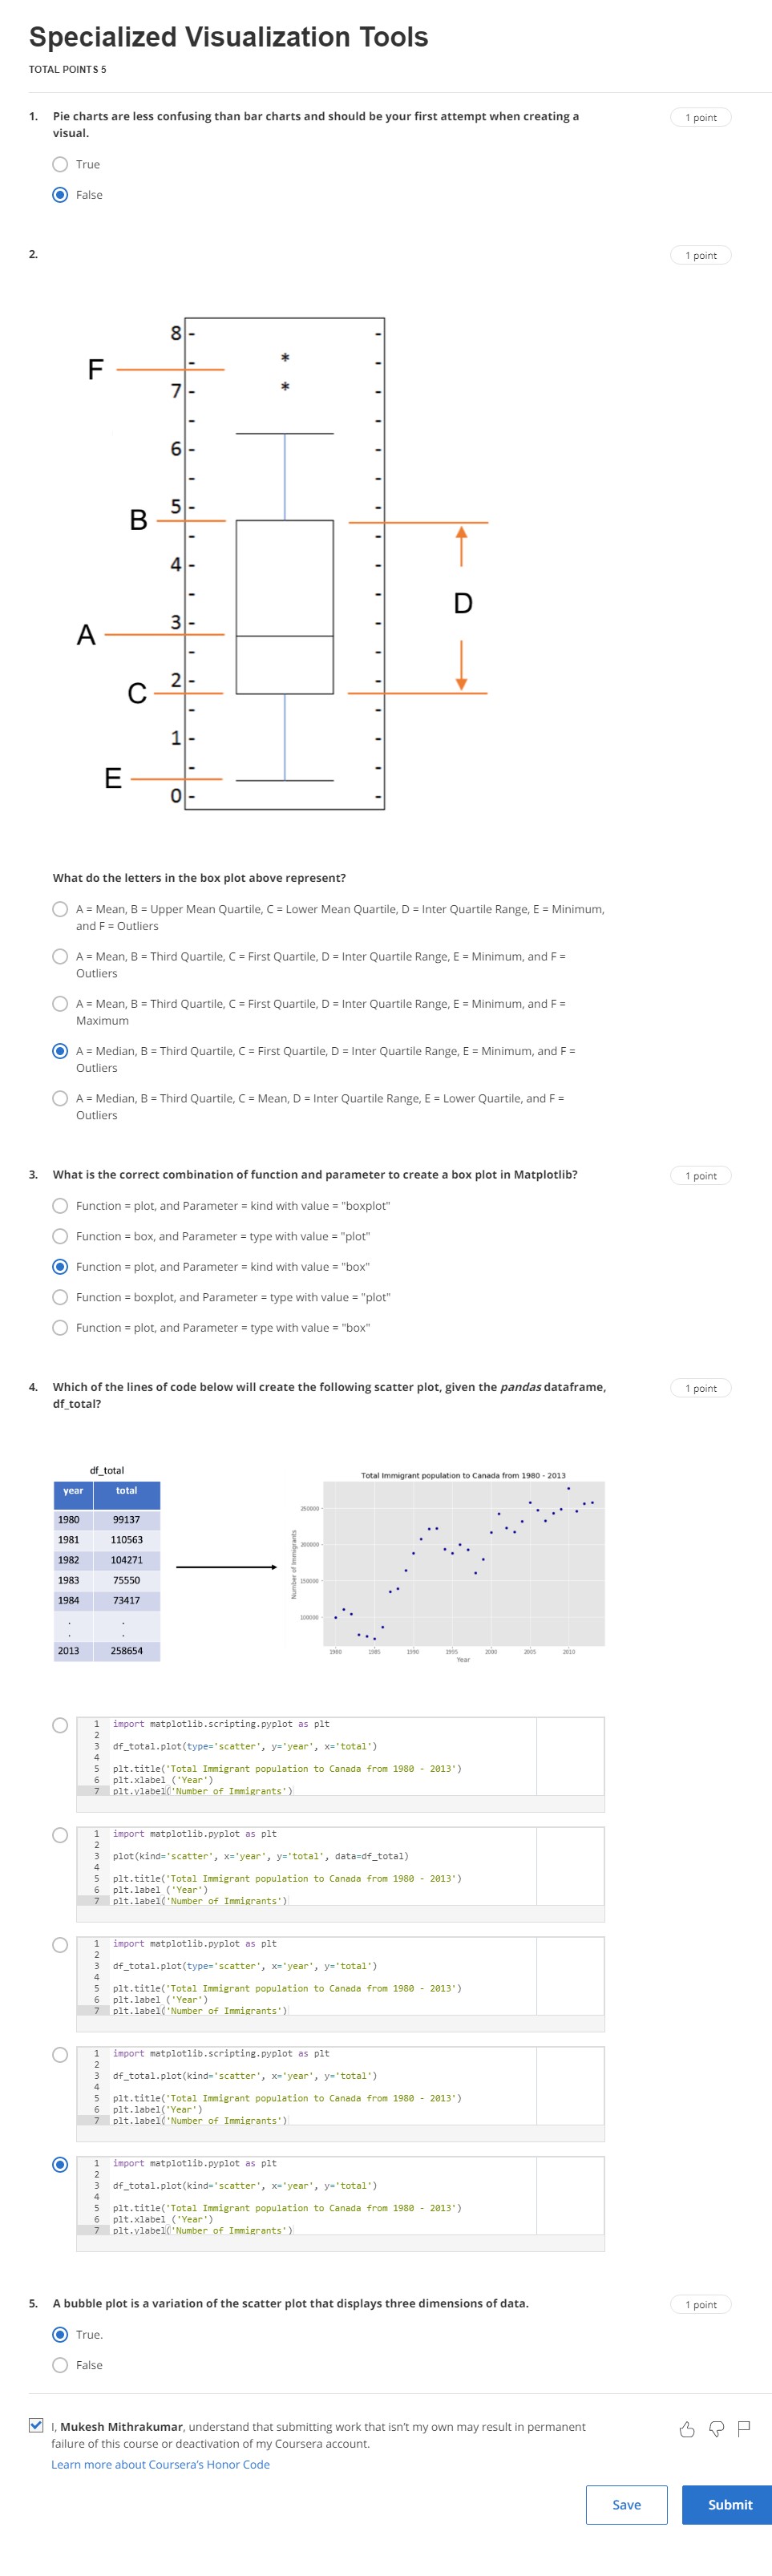 Specialized Visualization Tools
TOTAL POINTS 5
1. Pie charts are less confusing than bar charts and should be your first attempt when creating a
visual.
1 point
True
False
2.
1 point
8
F
*
7
*
6
5
B
4
D
3
A
2
C
1
E
0
What do the letters in the box plot above represent?
A = Mean, B = Upper Mean Quartile, C = Lower Mean Quartile, D = Inter Quartile Range, E = Minimum,
and F = Outliers
A = Mean, B = Third Quartile, C = First Quartile, D = Inter Quartile Range, E = Minimum, and F =
Outliers
A = Mean, B = Third Quartile, C = First Quartile, D = Inter Quartile Range, E = Minimum, and F =
Maximum
A = Median, B = Third Quartile, C = First Quartile, D = Inter Quartile Range, E = Minimum, and F =
Outliers
A = Median, B = Third Quartile, C = Mean, D = Inter Quartile Range, E = Lower Quartile, and F =
Outliers
3. What is the correct combination of function and parameter to create a box plot in Matplotlib?
1 point
Function = plot, and Parameter = kind with value = "boxplot"
Function = box, and Parameter = type with value = "plot"
Function = plot, and Parameter = kind with value = "box"
Function = boxplot, and Parameter = type with value = "plot"
Function = plot, and Parameter = type with value = "box"
4. Which of the lines of code below will create the following scatter plot, given the pandas dataframe,
df_total?
1 point
df_total
year total
1980 99137
1981 110563
1982 104271
1983 75550
1984 73417
. .
. .
2013 258654
Total Immigrant population to Canada from 1980 - 2013
250000
200000
150000
100000
Number of Immigrants
1980 1985 1990 1995 2000 2005 2010
Year
1 import matplotlib.scripting.pyplot as plt
2
3 df_total.plot(type='scatter', y='year', x='total')
4
5 plt.title('Total Immigrant population to Canada from 1980 - 2013')
6 plt.xlabel ('Year')
7 plt.ylabel('Number of Immigrants')
1 import matplotlib.pyplot as plt
2
3 plot(kind='scatter', x='year', y='total', data=df_total)
4
5 plt.title('Total Immigrant population to Canada from 1980 - 2013')
6 plt.label ('Year')
7 plt.label('Number of Immigrants')
1 import matplotlib.pyplot as plt
2
3 df_total.plot(type='scatter', x='year', y='total')
4
5 plt.title('Total Immigrant population to Canada from 1980 - 2013')
6 plt.label ('Year')
7 plt.label('Number of Immigrants')
1 import matplotlib.scripting.pyplot as plt
2
3 df_total.plot(kind='scatter', x='year', y='total')
4
5 plt.title('Total Immigrant population to Canada from 1980 - 2013')
6 plt.label('Year')
7 plt.label('Number of Immigrants')
1 import matplotlib.pyplot as plt
2
3 df_total.plot(kind='scatter', x='year', y='total')
4
5 plt.title('Total Immigrant population to Canada from 1980 - 2013')
6 plt.xlabel ('Year')
7 plt.ylabel('Number of Immigrants')
5. A bubble plot is a variation of the scatter plot that displays three dimensions of data.
1 point
True.
False
I, Mukesh Mithrakumar, understand that submitting work that isn't my own may result in permanent
failure of this course or deactivation of my Coursera account.
Learn more about Coursera's Honor Code
Save
Submit